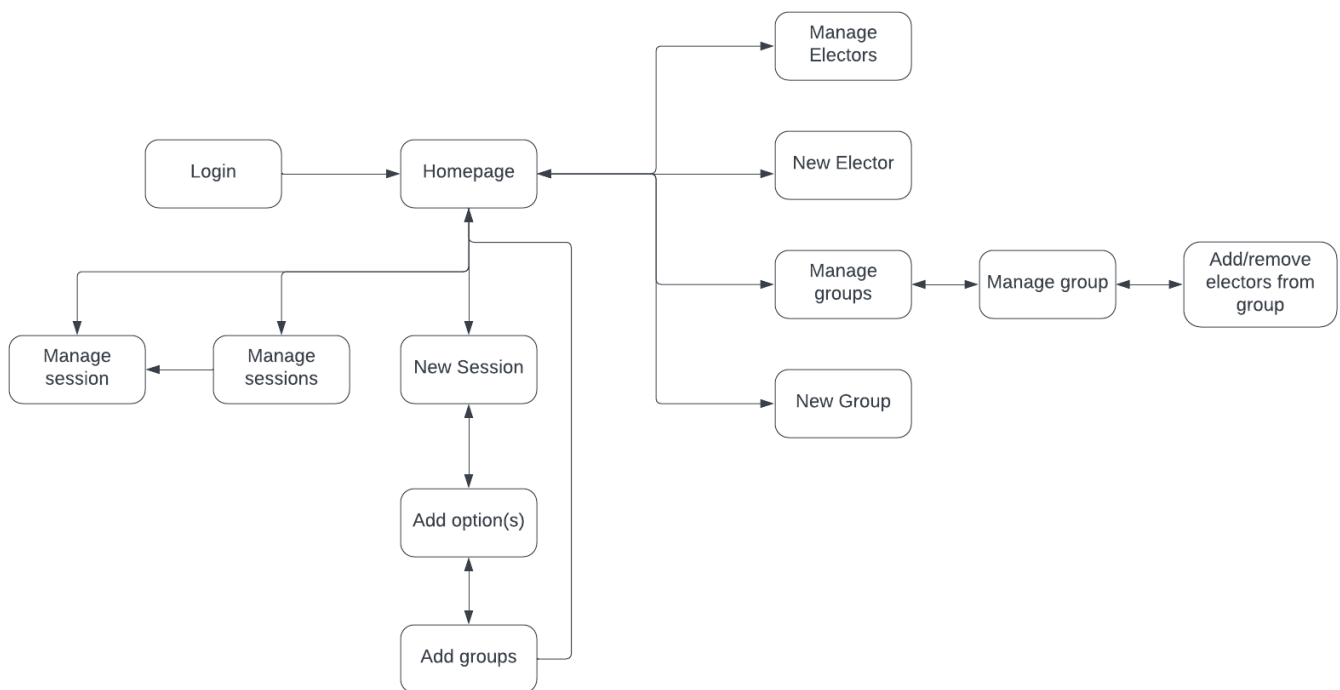 Manage
Electors
Login
Homepage
New Elector
Manage
groups
Manage group
Add/remove
electors from
group
Manage
session
Manage
sessions
New Session
New Group
Add option(s)
Add groups